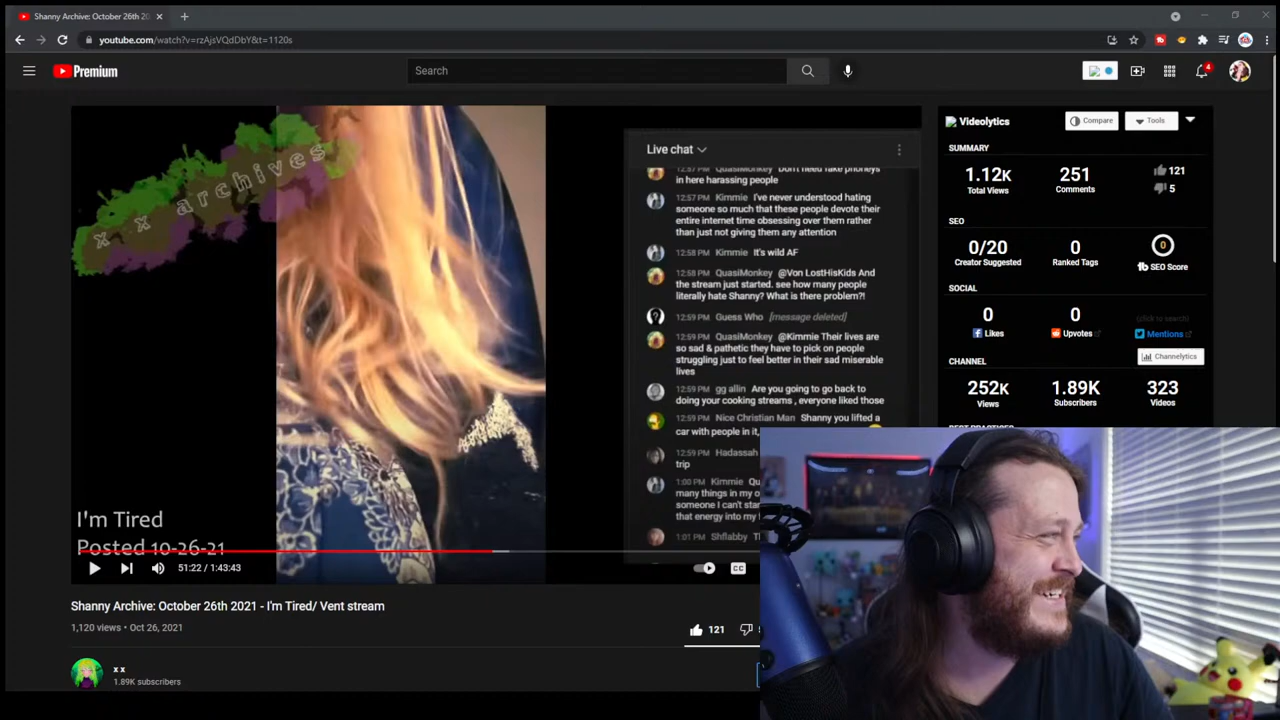 Shanny Archive: October 26th 20
youtube.com/watch?v=rzAjsVQdDbY&t=1120s
Premium
Search
4
x x archives
I'm Tired
Posted 10-26-21
51:22 / 1:43:43
CC
Live chat
12:57 PM QuasiMonkey Don't need fake phoneys
in here harassing people
12:57 PM Kimmie I've never understood hating
someone so much that these people devote their
entire internet time obsessing over them rather
than just not giving them any attention
12:58 PM Kimmie It's wild AF
12:58 PM QuasiMonkey @Von LostHisKids And
the stream just started. see how many people
literally hate Shanny? What is there problem?!
12:59 PM Guess Who [message deleted]
12:59 PM QuasiMonkey @Kimmie Their lives are
so sad & pathetic they have to pick on people
struggling just to feel better in their sad miserable
lives
12:59 PM gg allin Are you going to go back to
doing your cooking streams , everyone liked those
12:59 PM Nice Christian Man Shanny you lifted a
car with people in it,
12:59 PM Hadassah
trip
1:00 PM Kimmie Qu
many things in my o
someone I can't star
that energy into my
1:01 PM Shflabby Th
Videolytics
Compare
Tools
SUMMARY
1.12K
Total Views
251
Comments
121
5
SEO
0/20
Creator Suggested
0
Ranked Tags
0
tb SEO Score
SOCIAL
0
Likes
0
Upvotes
(click to search)
Mentions
Channelytics
CHANNEL
252K
Views
1.89K
Subscribers
323
Videos
Shanny Archive: October 26th 2021 - I'm Tired/ Vent stream
1,120 views • Oct 26, 2021
121
x x
1.89K subscribers